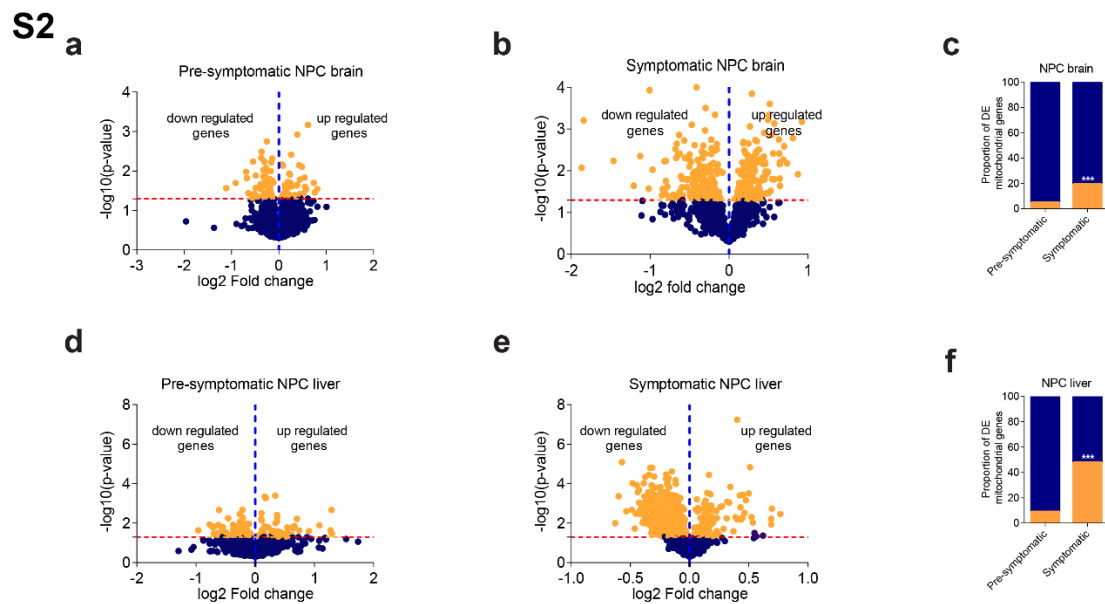 S2
a
Pre-symptomatic NPC brain
4
3
2
1
0
-3
-2
-1
0
1
2
down regulated
genes
up regulated
genes
-log10(p-value)
log2 Fold change
b
Symptomatic NPC brain
4
3
2
1
0
-2
-1
0
1
down regulated
genes
up regulated
genes
-log10(p-value)
log2 fold change
c
NPC brain
100
80
60
40
20
0
Proportion of DE
mitochondrial genes
***
Pre-symptomatic
Symptomatic
d
Pre-symptomatic NPC liver
8
6
4
2
0
-2
-1
0
1
2
down regulated
genes
up regulated
genes
-log10(p-value)
log2 Fold change
e
Symptomatic NPC liver
8
6
4
2
0
-1.0
-0.5
0.0
0.5
1.0
down regulated
genes
up regulated
genes
-log10(p-value)
log2 Fold change
f
NPC liver
100
80
60
40
20
0
Proportion of DE
mitochondrial genes
***
Pre-symptomatic
Symptomatic